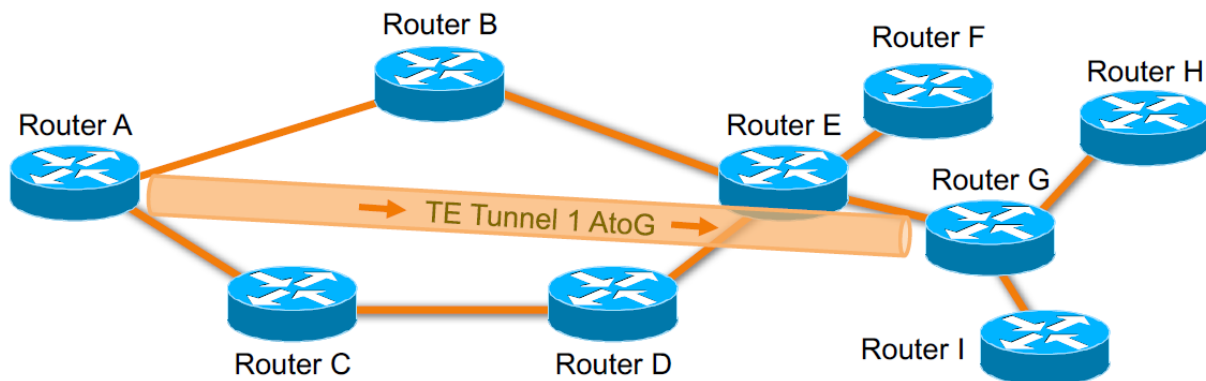 Router B
Router F
Router H
Router A
Router E
Router G
TE Tunnel 1 AtoG
Router C
Router D
Router I